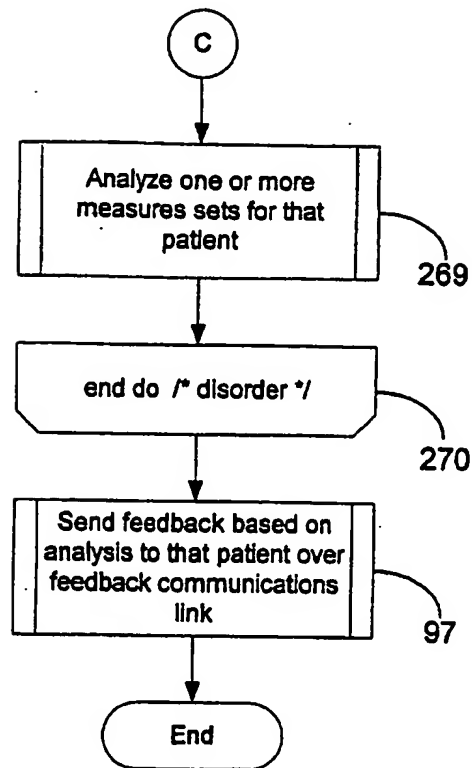 C
Analyze one or more
measures sets for that
patient
269
end do /* disorder */
270
Send feedback based on
analysis to that patient over
feedback communications
link
97
End